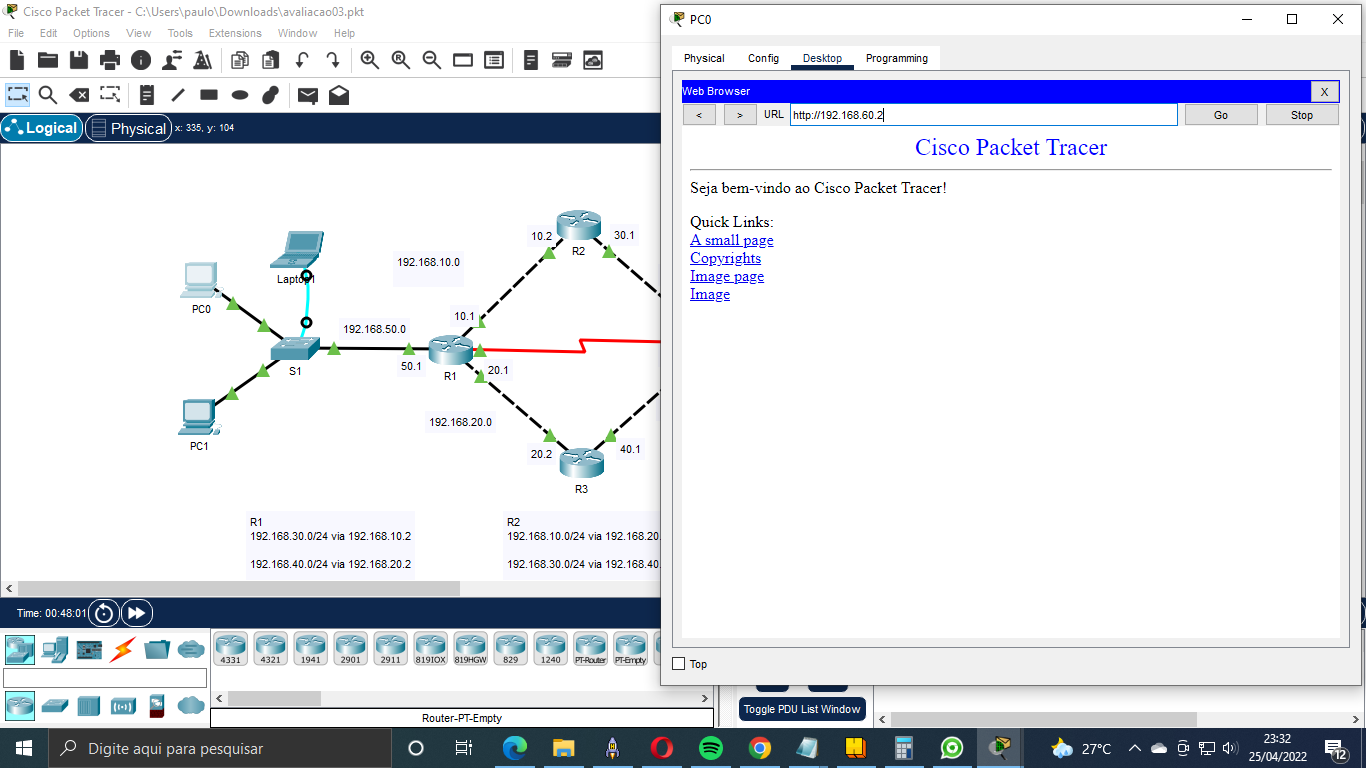 Cisco Packet Tracer - C:\Users\paulo\Downloads\avaliacao03.pkt
File Edit Options View Tools Extensions Window Help
Logical Physical x: 335, y: 104
10.2 30.1
R2
192.168.10.0
Laptop1
PC0
10.1
192.168.50.0
50.1
R1
20.1
S1
192.168.20.0
PC1
20.2 40.1
R3
R1
192.168.30.0/24 via 192.168.10.2
192.168.40.0/24 via 192.168.20.2
R2
192.168.10.0/24 via 192.168.20
192.168.30.0/24 via 192.168.40
Time: 00:48:01
4331 4321 1941 2901 2911 819IOX 819HGW 829 1240 PT-Router PT-Empty
Router-PT-Empty
Toggle PDU List Window
PC0
Physical Config Desktop Programming
Web Browser X
< > URL http://192.168.60.2 Go Stop
Cisco Packet Tracer
Seja bem-vindo ao Cisco Packet Tracer!
Quick Links:
A small page
Copyrights
Image page
Image
Top
Digite aqui para pesquisar
27°C
23:32
25/04/2022
12